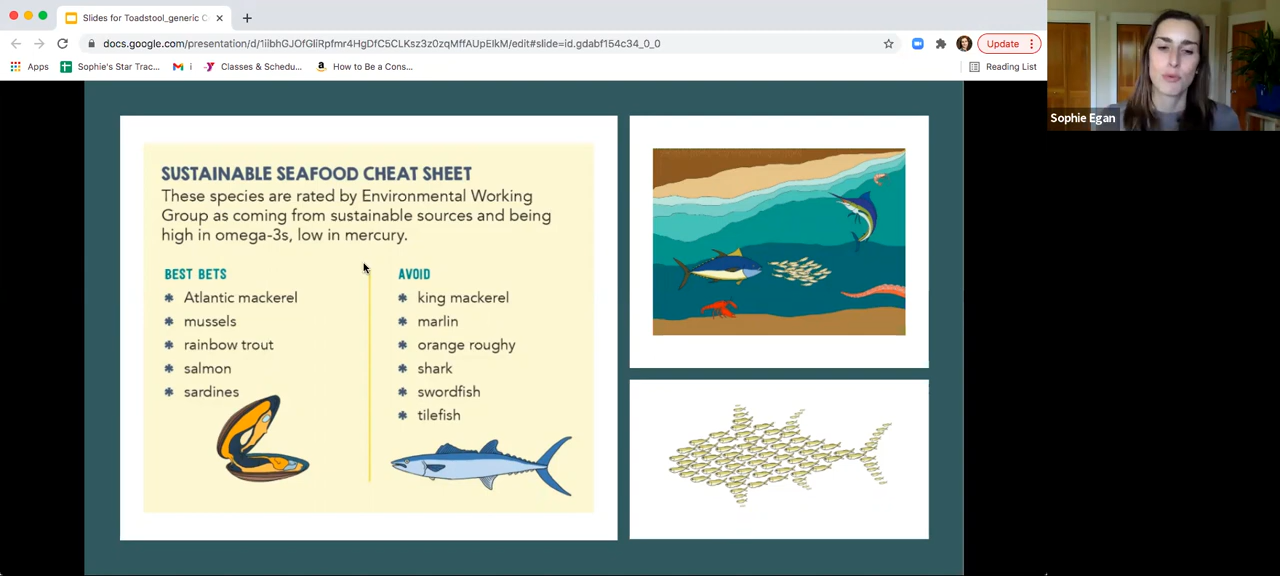 Slides for Toadstool_generic C
docs.google.com/presentation/d/1iibhGJOfGliRpfmr4HgDfC5CLKsz3z0zqMffAUpEIkM/edit#slide=id.gdabf154c34_0_0
Update
Apps
Sophie's Star Trac...
i
Classes & Schedu...
How to Be a Cons...
Reading List
Sophie Egan
SUSTAINABLE SEAFOOD CHEAT SHEET
These species are rated by Environmental Working
Group as coming from sustainable sources and being
high in omega-3s, low in mercury.
BEST BETS
* Atlantic mackerel
* mussels
* rainbow trout
* salmon
* sardines
AVOID
* king mackerel
* marlin
* orange roughy
* shark
* swordfish
* tilefish